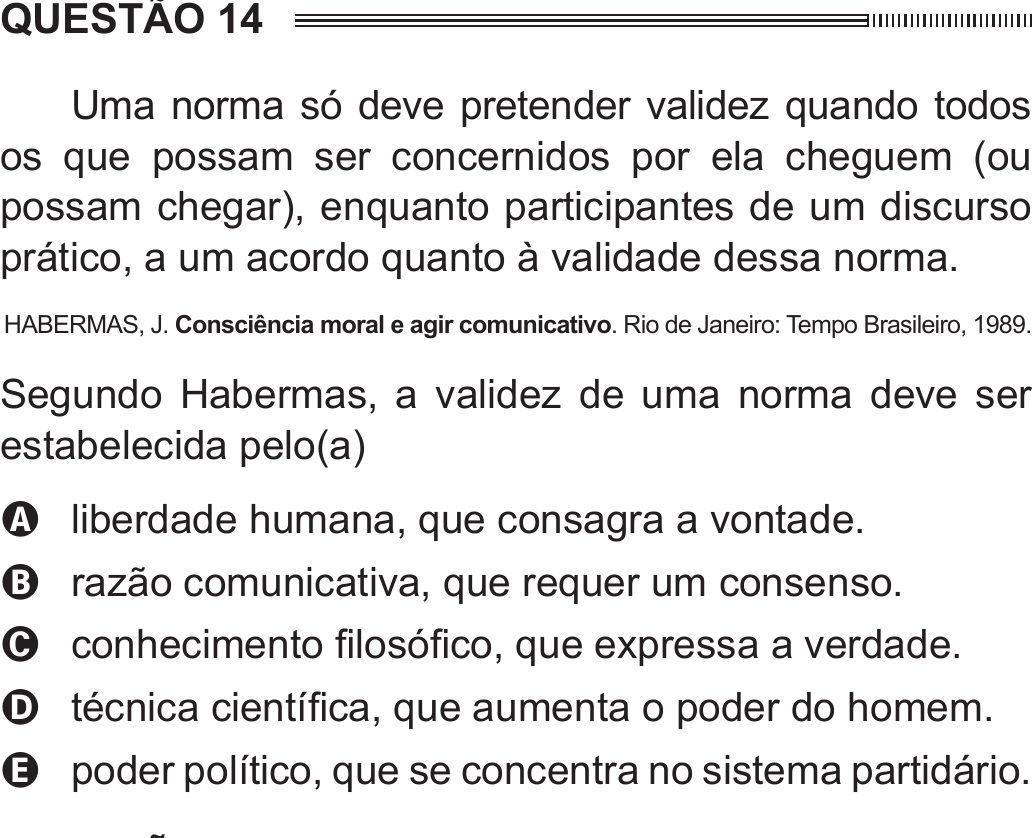 QUESTÃO 14
Uma norma só deve pretender validez quando todos
os que possam ser concernidos por ela cheguem (ou
possam chegar), enquanto participantes de um discurso
prático, a um acordo quanto à validade dessa norma.
HABERMAS, J. Consciência moral e agir comunicativo. Rio de Janeiro: Tempo Brasileiro, 1989.
Segundo Habermas, a validez de uma norma deve ser
estabelecida pelo(a)
A liberdade humana, que consagra a vontade.
B razão comunicativa, que requer um consenso.
C conhecimento filosófico, que expressa a verdade.
D técnica científica, que aumenta o poder do homem.
E poder político, que se concentra no sistema partidário.